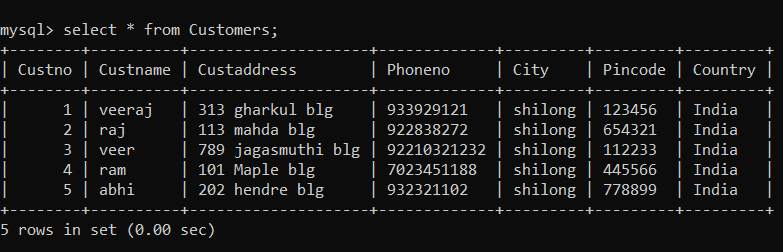 mysql> select * from Customers;
+--------+----------+--------------------+-------------+---------+---------+---------+
| Custno | Custname | Custaddress        | Phoneno     | City    | Pincode | Country |
+--------+----------+--------------------+-------------+---------+---------+---------+
|      1 | veeraj   | 313 gharkul blg    | 933929121   | shilong | 123456  | India   |
|      2 | raj      | 113 mahda blg      | 922838272   | shilong | 654321  | India   |
|      3 | veer     | 789 jagasmuthi blg | 92210321232 | shilong | 112233  | India   |
|      4 | ram      | 101 Maple blg      | 7023451188  | shilong | 445566  | India   |
|      5 | abhi     | 202 hendre blg     | 932321102   | shilong | 778899  | India   |
+--------+----------+--------------------+-------------+---------+---------+---------+
5 rows in set (0.00 sec)